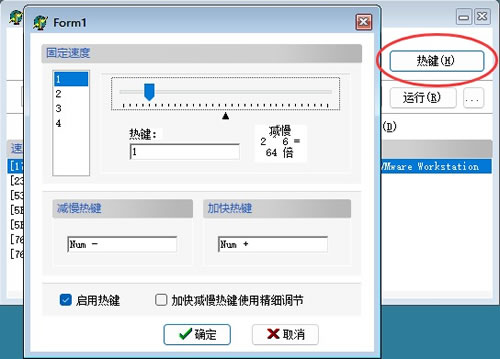 Form1
固定速度
1
2
3
4
热键:
1
减慢
2 6 =
64 倍
减慢热键
加快热键
Num -
Num +
启用热键
加快减慢热键使用精细调节
确定
取消
热键(H)
运行(R)
...
(D)
/Mware Workstation
速
[17
[23
[53
[5E
[5E
[76
[76